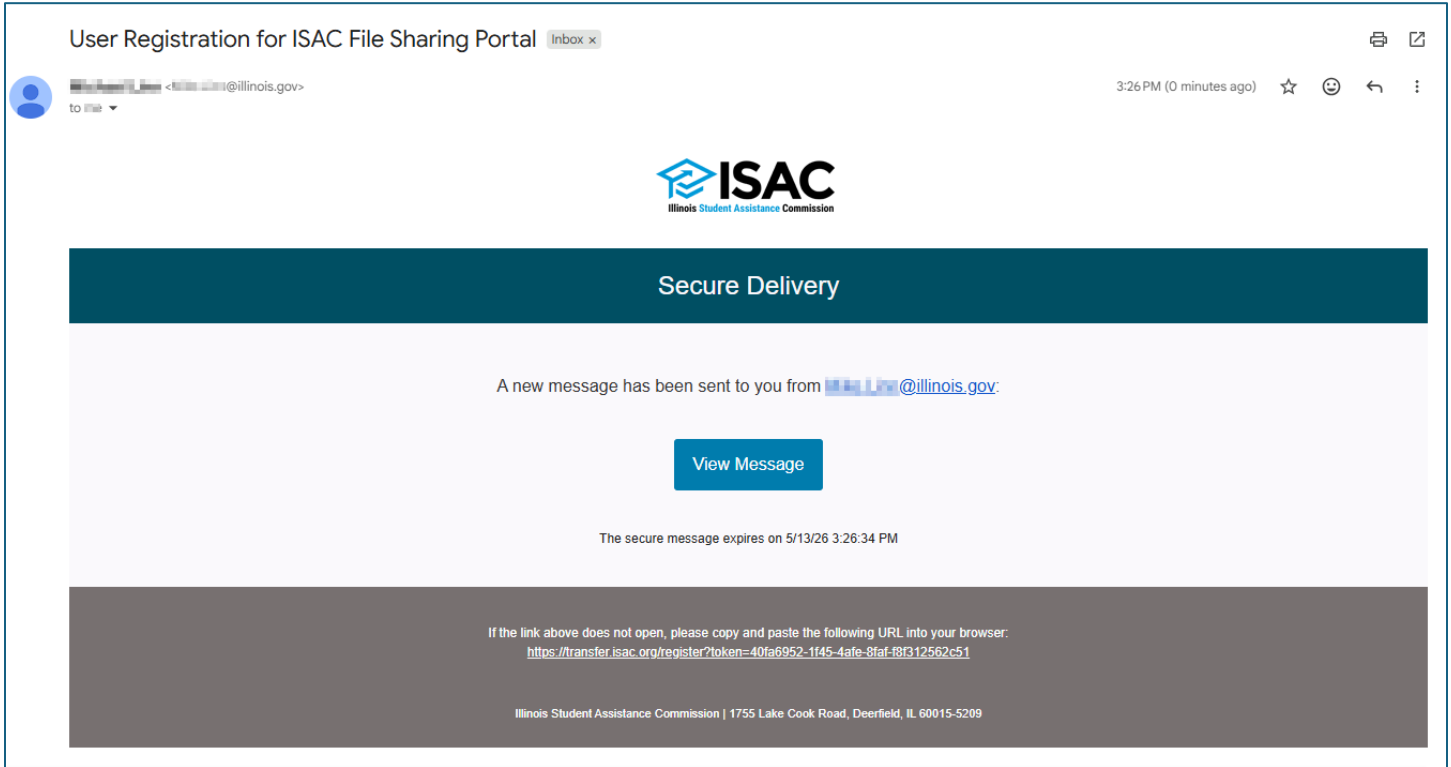 User Registration for ISAC File Sharing Portal Inbox x
@illinois.gov>
3:26 PM (0 minutes ago)
to me
ISAC
Illinois Student Assistance Commission
Secure Delivery
A new message has been sent to you from @illinois.gov:
View Message
The secure message expires on 5/13/26 3:26:34 PM
If the link above does not open, please copy and paste the following URL into your browser:
https://transfer.isac.org/register?token=40fa6952-1f45-4afe-8faf-f8f312562c51
Illinois Student Assistance Commission | 1755 Lake Cook Road, Deerfield, IL 60015-5209